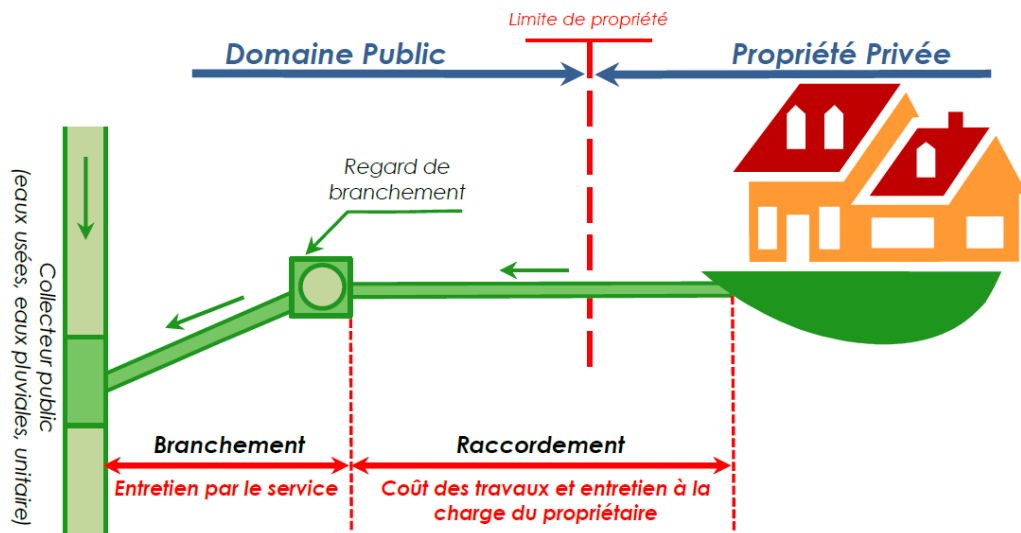 Limite de propriété
Domaine Public
Propriété Privée
Regard de
branchement
Collecteur public
(eaux usées, eaux pluviales, unitaire)
Branchement
Raccordement
Entretien par le service
Coût des travaux et entretien à la
charge du propriétaire